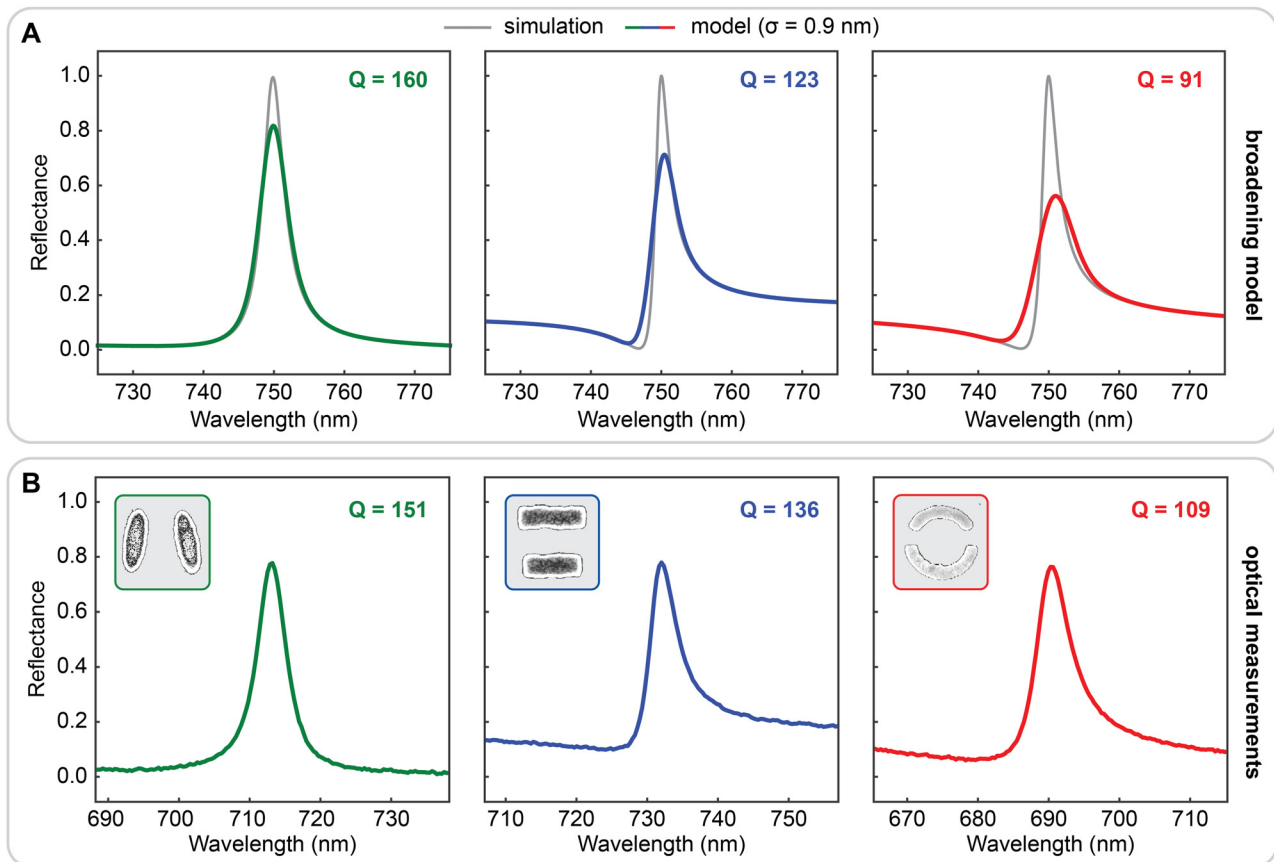 A
simulation
model (σ = 0.9 nm)
Reflectance
1.0
0.8
0.6
0.4
0.2
0.0
Q = 160
730 740 750 760 770
Wavelength (nm)
Q = 123
730 740 750 760 770
Wavelength (nm)
Q = 91
730 740 750 760 770
Wavelength (nm)
broadening model
B
Reflectance
1.0
0.8
0.6
0.4
0.2
0.0
Q = 151
690 700 710 720 730
Wavelength (nm)
Q = 136
710 720 730 740 750
Wavelength (nm)
Q = 109
670 680 690 700 710
Wavelength (nm)
optical measurements